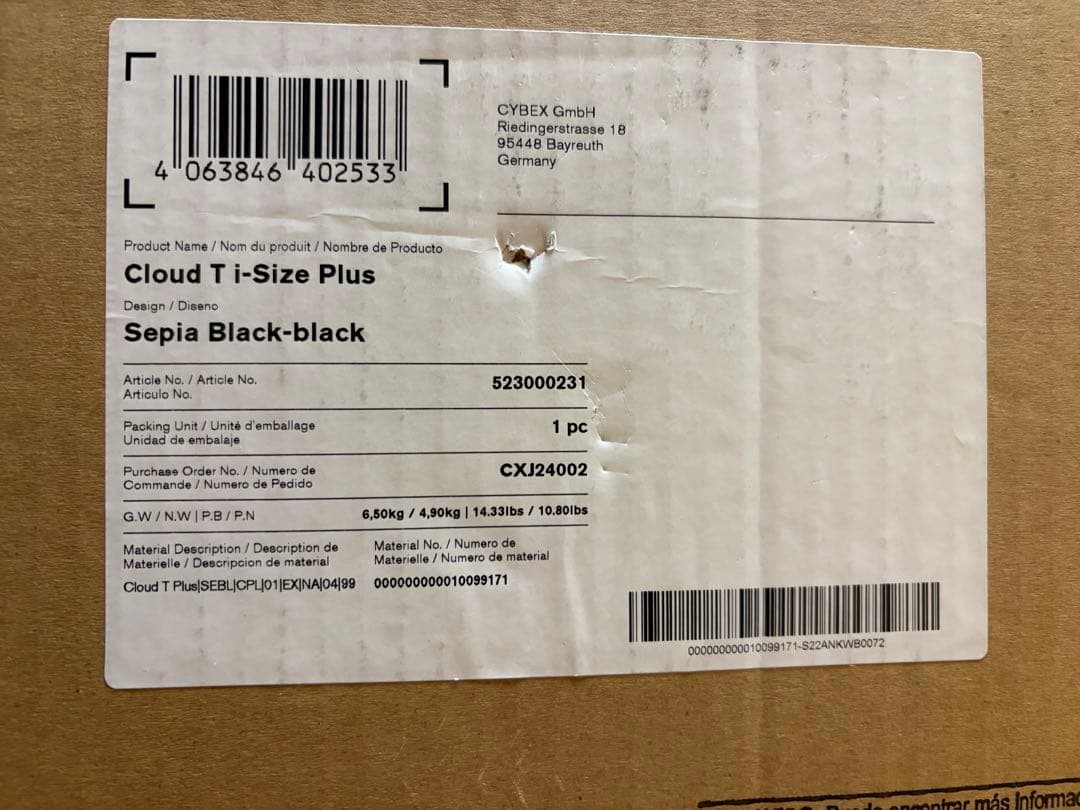 4 063846 402533
CYBEX GmbH
Riedingerstrasse 18
95448 Bayreuth
Germany
Product Name / Nom du produit / Nombre de Producto
Cloud T i-Size Plus
Design / Diseno
Sepia Black-black
Article No. / Article No.
Articulo No.
523000231
Packing Unit / Unité d'emballage
Unidad de embalaje
1 pc
Purchase Order No. / Numero de
Commande / Numero de Pedido
CXJ24002
G.W / N.W | P.B / P.N
6,50kg / 4,90kg | 14.33lbs / 10.80lbs
Material Description / Description de
Materielle / Descripcion de material
Material No. / Numero de
Materielle / Numero de material
Cloud T Plus|SEBL|CPL|01|EX|NA|04|99
000000000010099171
000000000010099171-S22ANKWB0072
encontrar más Informa